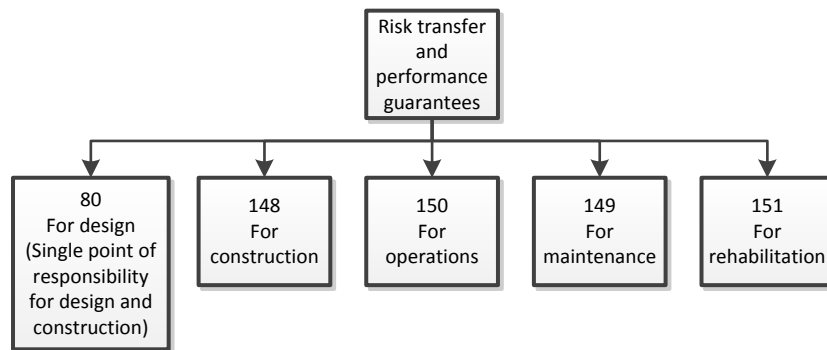 Risk transfer
and
performance
guarantees
80
For design
(Single point of
responsibility
for design and
construction)
148
For
construction
150
For
operations
149
For
maintenance
151
For
rehabilitation